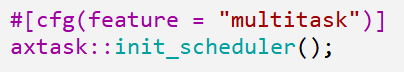 #[cfg(feature = "multitask")]
axtask::init_scheduler();